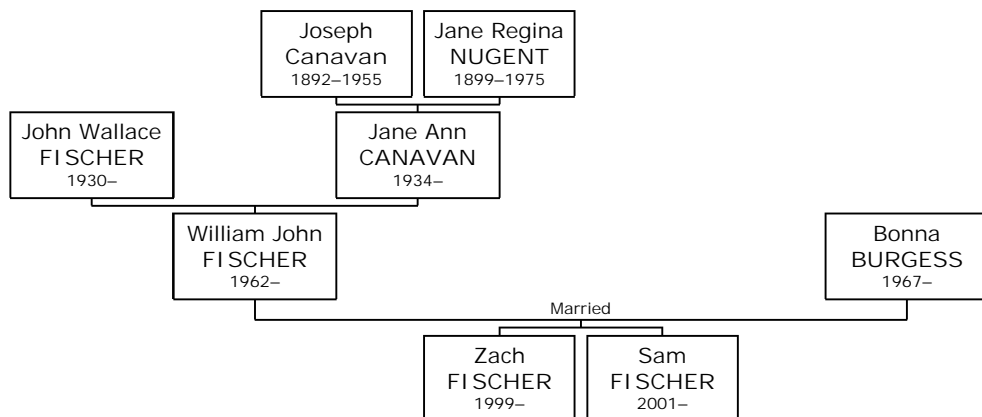 Joseph
Canavan
1892–1955
Jane Regina
NUGENT
1899–1975
John Wallace
FISCHER
1930–
Jane Ann
CANAVAN
1934–
William John
FISCHER
1962–
Bonna
BURGESS
1967–
Married
Zach
FISCHER
1999–
Sam
FISCHER
2001–